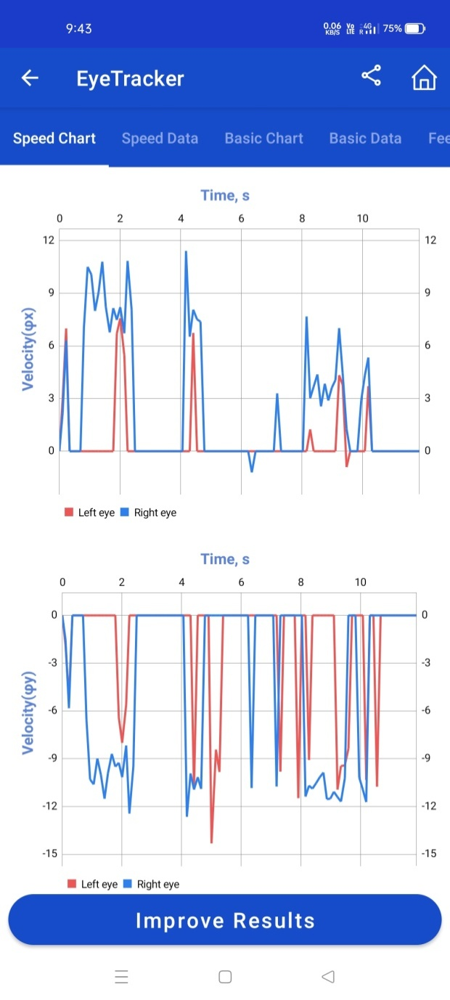 9:43 0.06 KB/S Vo LTE R 4G 75%
EyeTracker
Speed Chart Speed Data Basic Chart Basic Data Fee
Time, s
0 2 4 6 8 10
12 12
9 9
6 6
3 3
0 0
Velocity(φx)
Left eye Right eye
Time, s
0 2 4 6 8 10
0 0
-3 -3
-6 -6
-9 -9
-12 -12
-15 -15
Velocity(φy)
Left eye Right eye
Improve Results